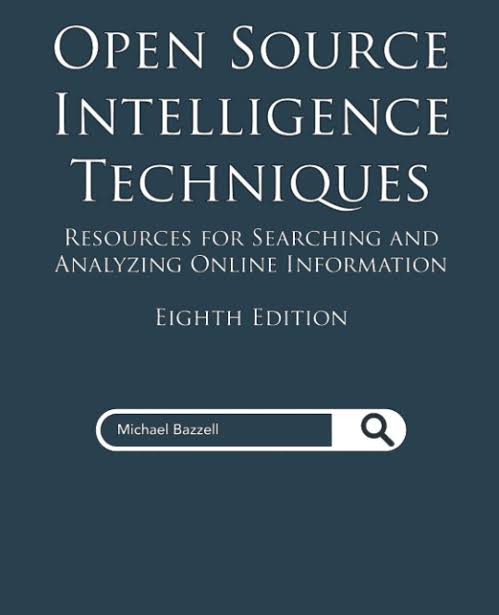 Open Source
Intelligence
Techniques
Resources for Searching and
Analyzing Online Information
Eighth Edition
Michael Bazzell